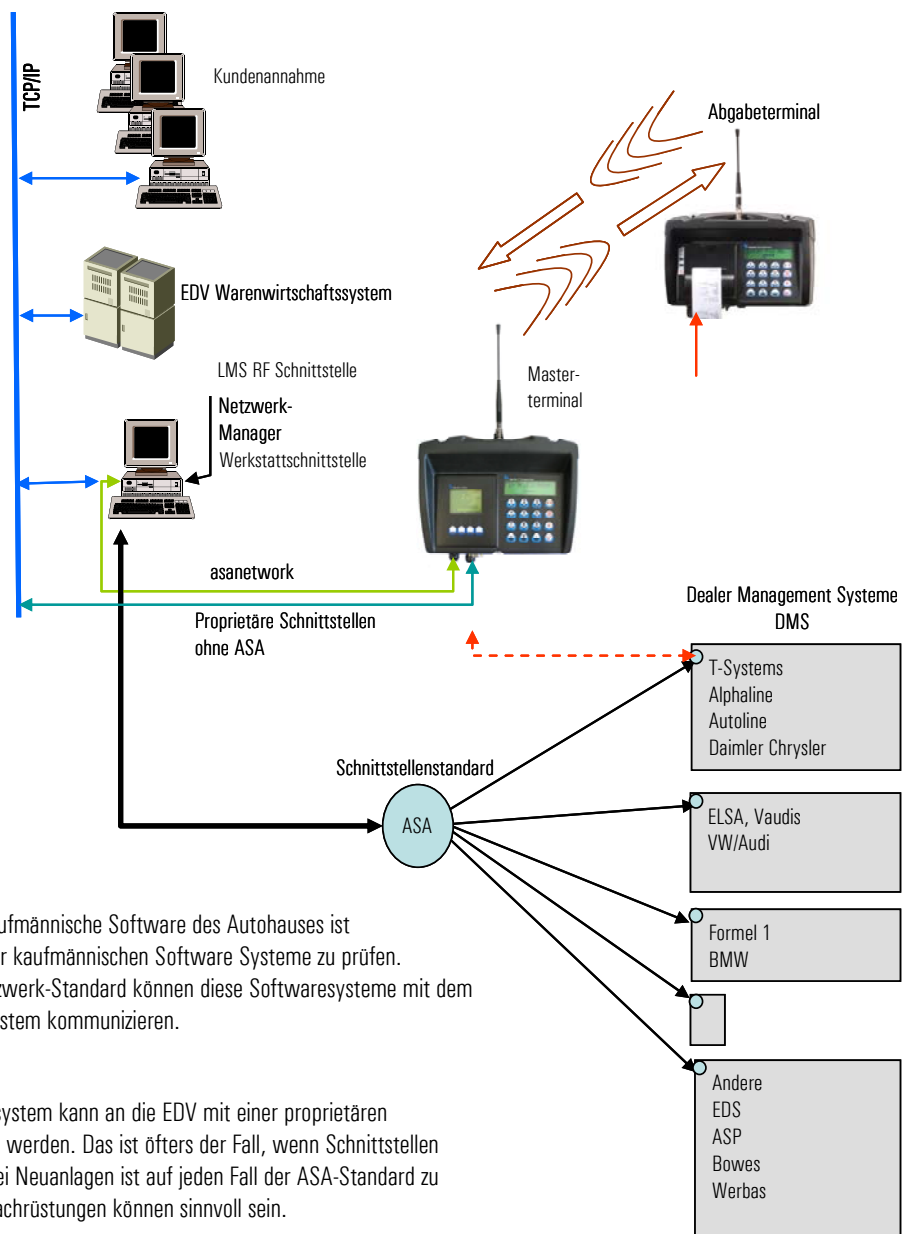 TCP/IP
Kundenannahme
Abgabeterminal
EDV Warenwirtschaftssystem
LMS RF Schnittstelle
Netzwerk-
Manager
Werkstattschnittstelle
Master-
terminal
asanetwork
Proprietäre Schnittstellen
ohne ASA
Dealer Management Systeme
DMS
T-Systems
Alphaline
Autoline
Daimler Chrysler
Schnittstellenstandard
ASA
ELSA, Vaudis
VW/Audi
Formel 1
BMW
Andere
EDS
ASP
Bowes
Werbas
ufmännische Software des Autohauses ist
r kaufmännischen Software Systeme zu prüfen.
zwerk-Standard können diese Softwaresysteme mit dem
ystem kommunizieren.
system kann an die EDV mit einer proprietären
werden. Das ist öfters der Fall, wenn Schnittstellen
ei Neuanlagen ist auf jeden Fall der ASA-Standard zu
achrüstungen können sinnvoll sein.